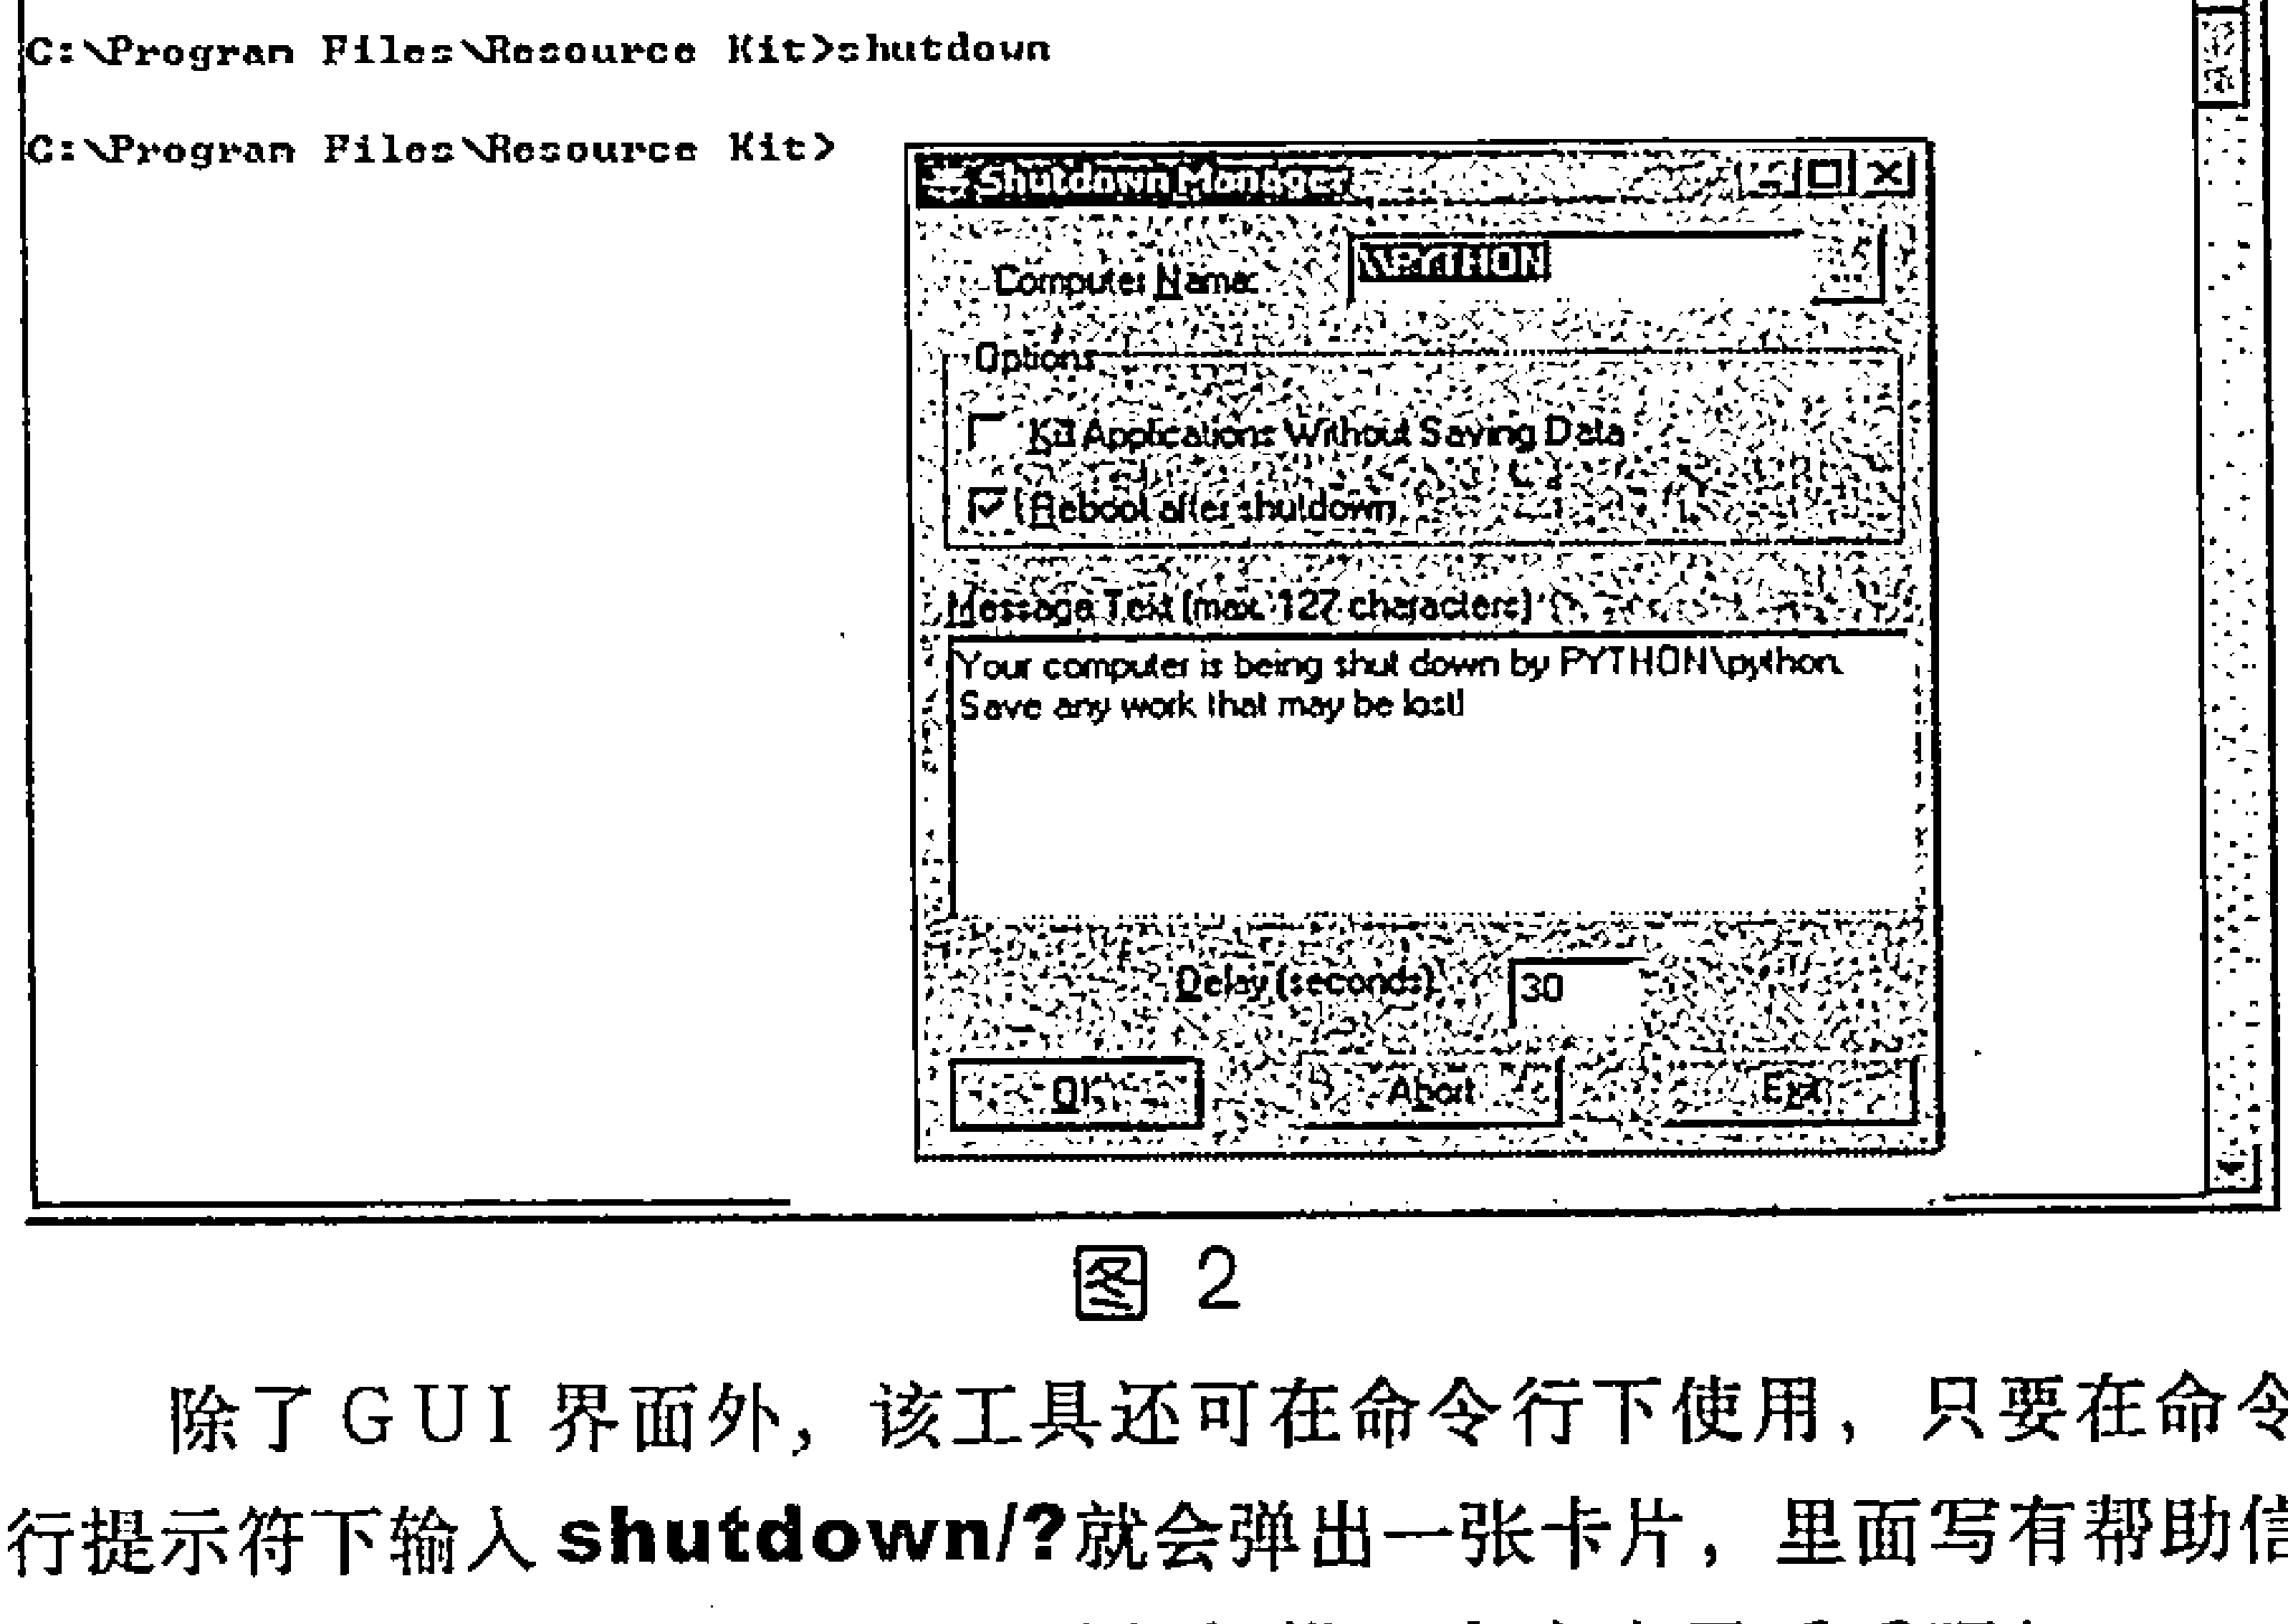 C:\Program Files\Resource Kit>shutdown
C:\Program Files\Resource Kit>
Shutdown Manager
Computer Name:
\\PYTHON
Options
Kill Applications Without Saving Data
Reboot after shutdown
Message Text (max. 127 characters)
Your computer is being shut down by PYTHON\python.
Save any work that may be lost!
Delay (seconds)
30
OK
Abort
Exit
图 2
除了GUI界面外，该工具还可在命令行下使用，只要在命令
行提示符下输入shutdown/?就会弹出一张卡片，里面写有帮助信